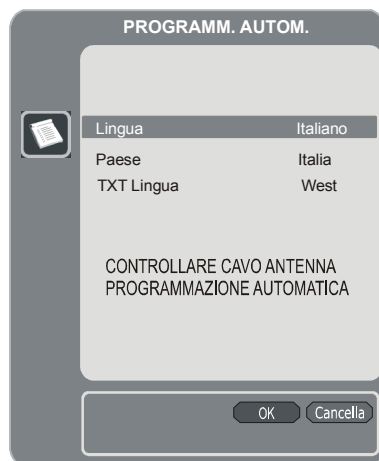 PROGRAMM. AUTOM.
Lingua Italiano
Paese Italia
TXT Lingua West
CONTROLLARE CAVO ANTENNA
PROGRAMMAZIONE AUTOMATICA
OK Cancella